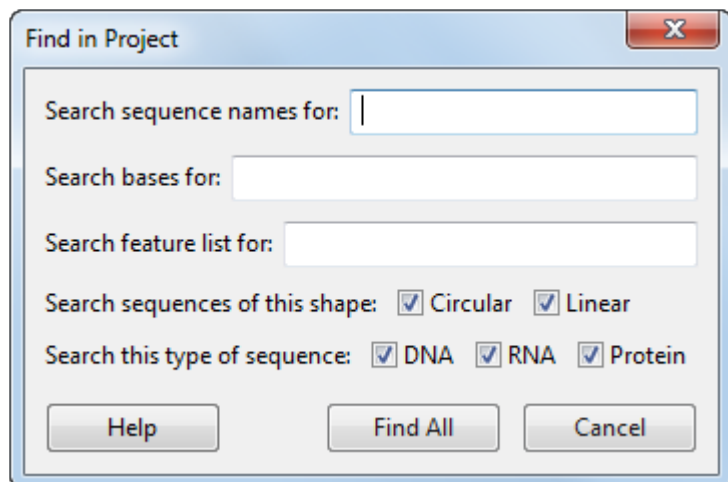 Find in Project
Search sequence names for:
Search bases for:
Search feature list for:
Search sequences of this shape: Circular Linear
Search this type of sequence: DNA RNA Protein
Help Find All Cancel